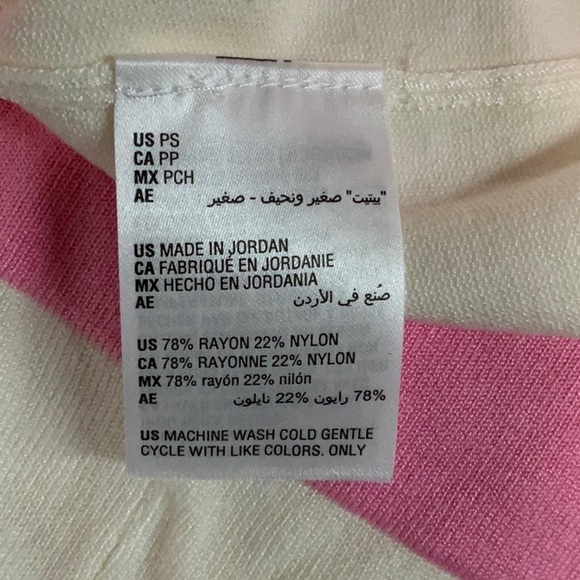 US PS
CA PP
MX PCH
AE "بيتيت" صغير ونحيف - صغير
US MADE IN JORDAN
CA FABRIQUÉ EN JORDANIE
MX HECHO EN JORDANIA
AE صُنع في الأردن
US 78% RAYON 22% NYLON
CA 78% RAYONNE 22% NYLON
MX 78% rayón 22% nilón
AE 78% رايون 22% نايلون
US MACHINE WASH COLD GENTLE
CYCLE WITH LIKE COLORS. ONLY